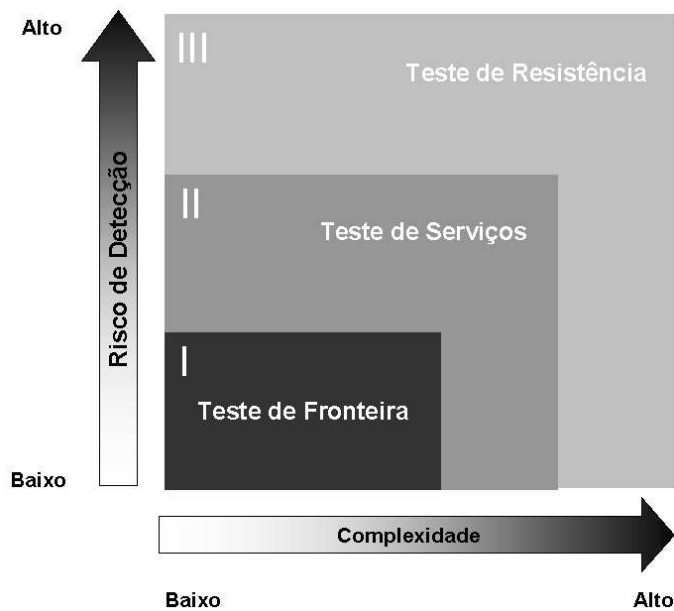 Alto
III
Teste de Resistência
Risco de Detecção
II
Teste de Serviços
I
Teste de Fronteira
Baixo
Complexidade
Baixo
Alto